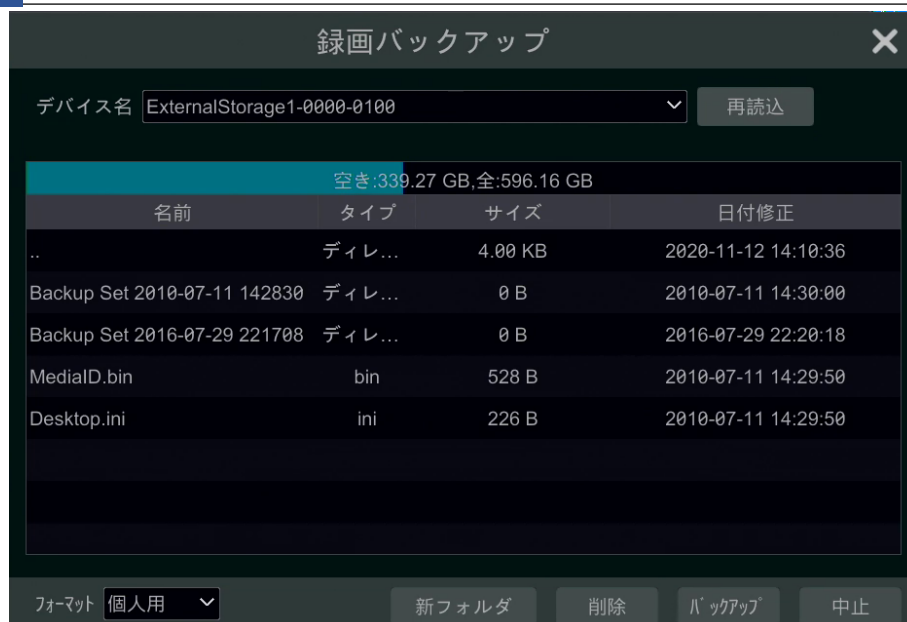 録画バックアップ
デバイス名 ExternalStorage1-0000-0100 再読込
空き:339.27 GB,全:596.16 GB
名前 タイプ サイズ 日付修正
.. ディレ... 4.00 KB 2020-11-12 14:10:36
Backup Set 2010-07-11 142830 ディレ... 0 B 2010-07-11 14:30:00
Backup Set 2016-07-29 221708 ディレ... 0 B 2016-07-29 22:20:18
MediaID.bin bin 528 B 2010-07-11 14:29:50
Desktop.ini ini 226 B 2010-07-11 14:29:50
フォーマット 個人用 新フォルダ 削除 バックアップ 中止